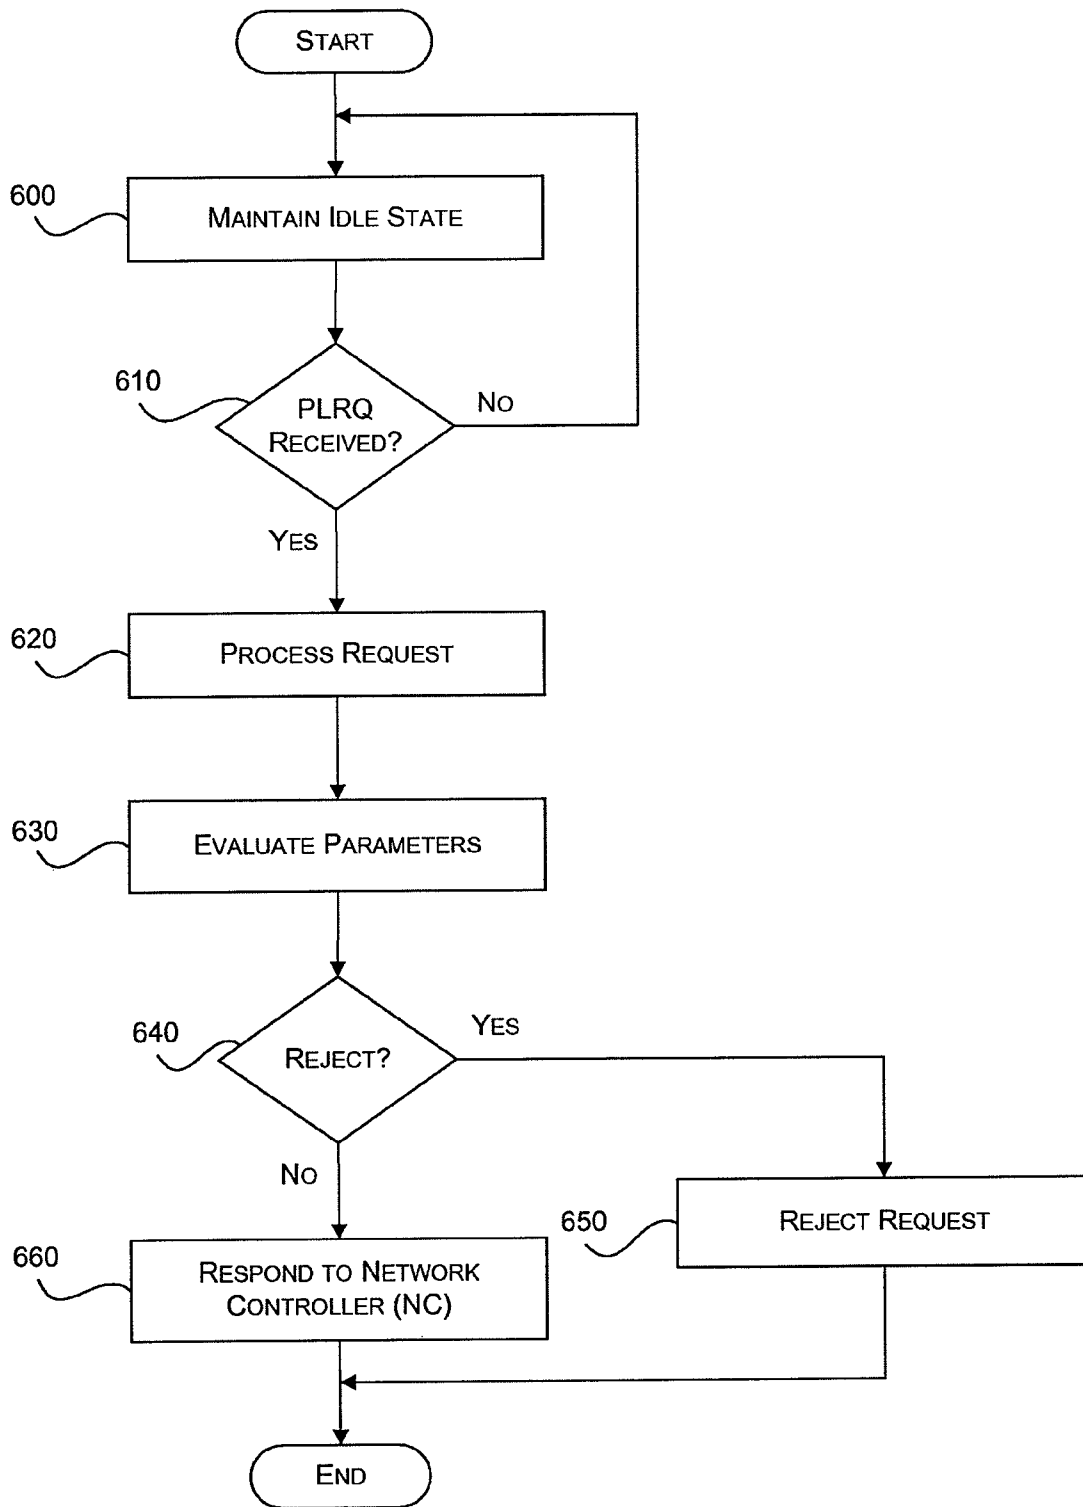 START
600
MAINTAIN IDLE STATE
610
PLRQ
RECEIVED?
NO
YES
620
PROCESS REQUEST
630
EVALUATE PARAMETERS
640
REJECT?
YES
NO
650
REJECT REQUEST
660
RESPOND TO NETWORK
CONTROLLER (NC)
END